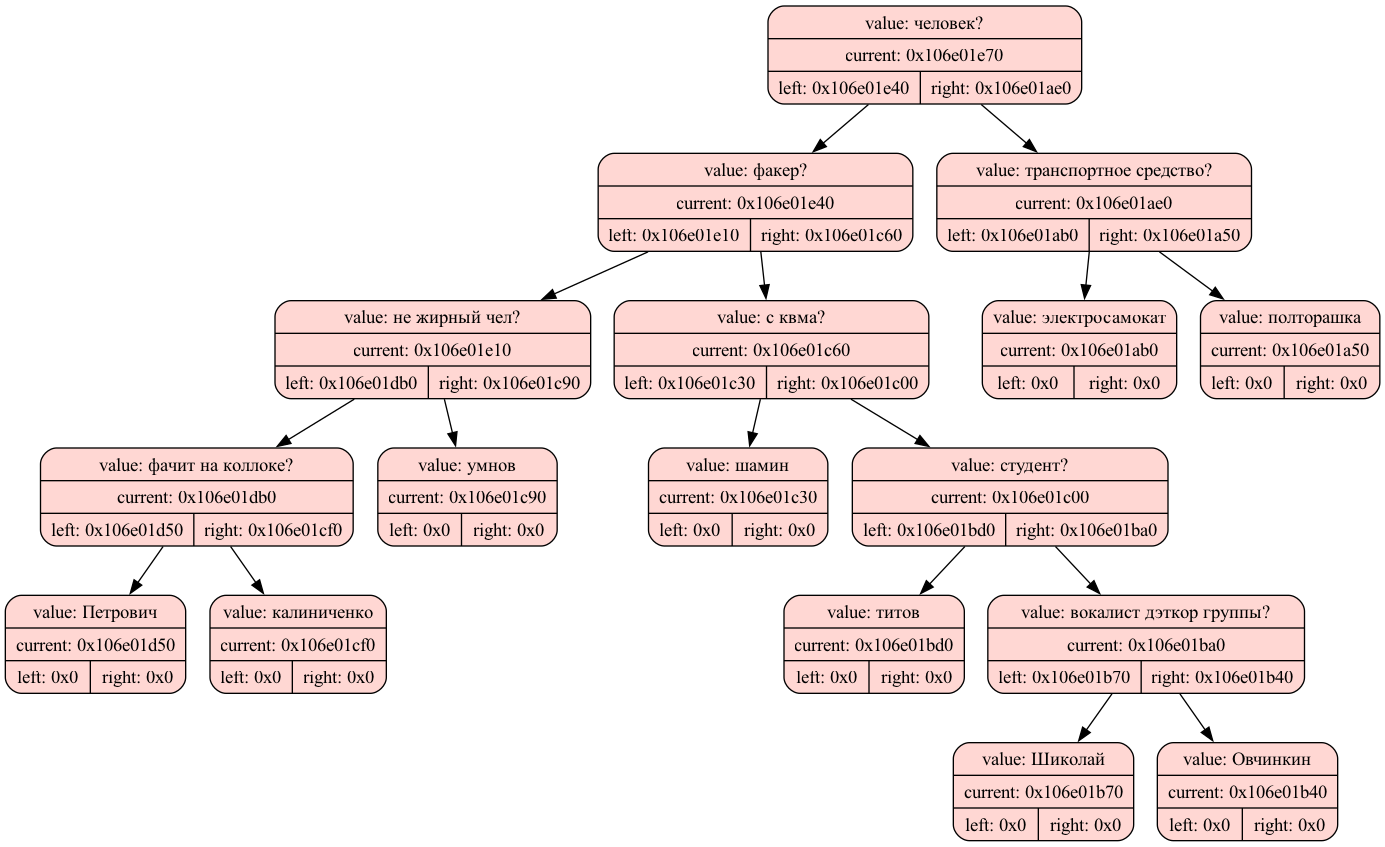 value: человек?
current: 0x106e01e70
left: 0x106e01e40 right: 0x106e01ae0
value: факер?
current: 0x106e01e40
left: 0x106e01e10 right: 0x106e01c60
value: транспортное средство?
current: 0x106e01ae0
left: 0x106e01ab0 right: 0x106e01a50
value: не жирный чел?
current: 0x106e01e10
left: 0x106e01db0 right: 0x106e01c90
value: с квма?
current: 0x106e01c60
left: 0x106e01c30 right: 0x106e01c00
value: электросамокат
current: 0x106e01ab0
left: 0x0 right: 0x0
value: полторашка
current: 0x106e01a50
left: 0x0 right: 0x0
value: фачит на коллоке?
current: 0x106e01db0
left: 0x106e01d50 right: 0x106e01cf0
value: умнов
current: 0x106e01c90
left: 0x0 right: 0x0
value: шамин
current: 0x106e01c30
left: 0x0 right: 0x0
value: студент?
current: 0x106e01c00
left: 0x106e01bd0 right: 0x106e01ba0
value: Петрович
current: 0x106e01d50
left: 0x0 right: 0x0
value: калиниченко
current: 0x106e01cf0
left: 0x0 right: 0x0
value: титов
current: 0x106e01bd0
left: 0x0 right: 0x0
value: вокалист дэткор группы?
current: 0x106e01ba0
left: 0x106e01b70 right: 0x106e01b40
value: Шиколай
current: 0x106e01b70
left: 0x0 right: 0x0
value: Овчинкин
current: 0x106e01b40
left: 0x0 right: 0x0